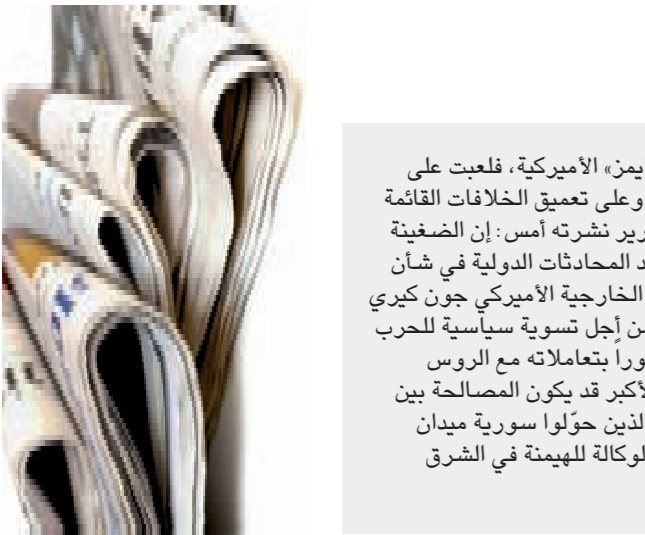 يمز» الأميركية، فلعبت على
وعلى تعميق الخلافات القائمة
رير نشرته أمس: إن الضغينة
د المحادثات الدولية في شأن
الخارجية الأميركي جون كيري
ن أجل تسوية سياسية للحرب
وراً بتعاملاته مع الروس
لأكبر قد يكون المصالحة بين
لذين حوّلوا سورية ميدان
لوكالة للهيمنة في الشرق